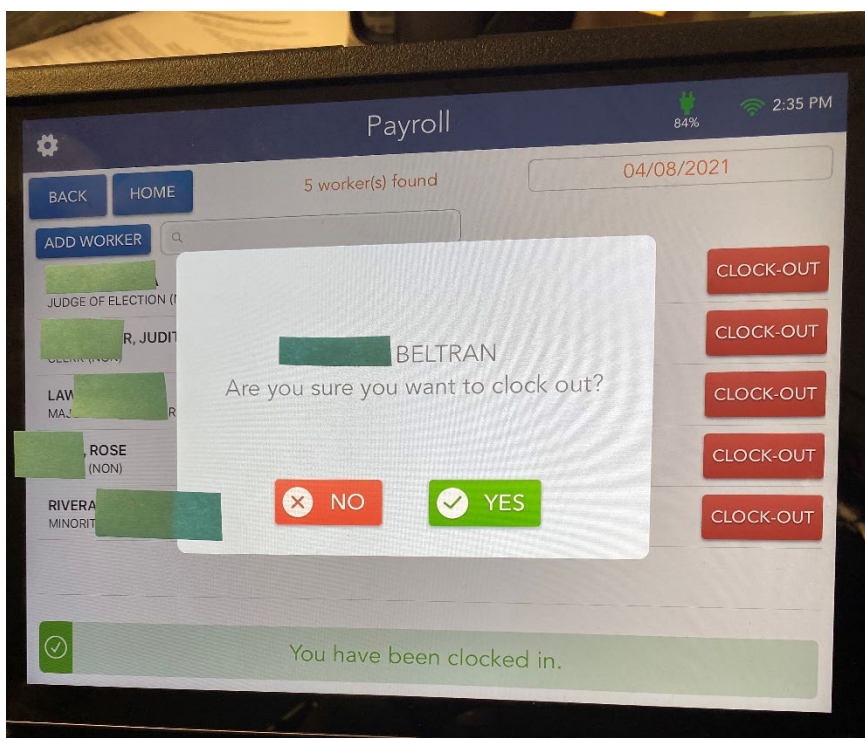 Payroll
84%
2:35 PM
BACK
HOME
5 worker(s) found
04/08/2021
ADD WORKER
JUDGE OF ELECTION
CLOCK-OUT
R, JUDIT
CLOCK-OUT
LAW
MAJ
R
CLOCK-OUT
, ROSE
(NON)
CLOCK-OUT
RIVERA
MINORIT
CLOCK-OUT
BELTRAN
Are you sure you want to clock out?
NO
YES
You have been clocked in.